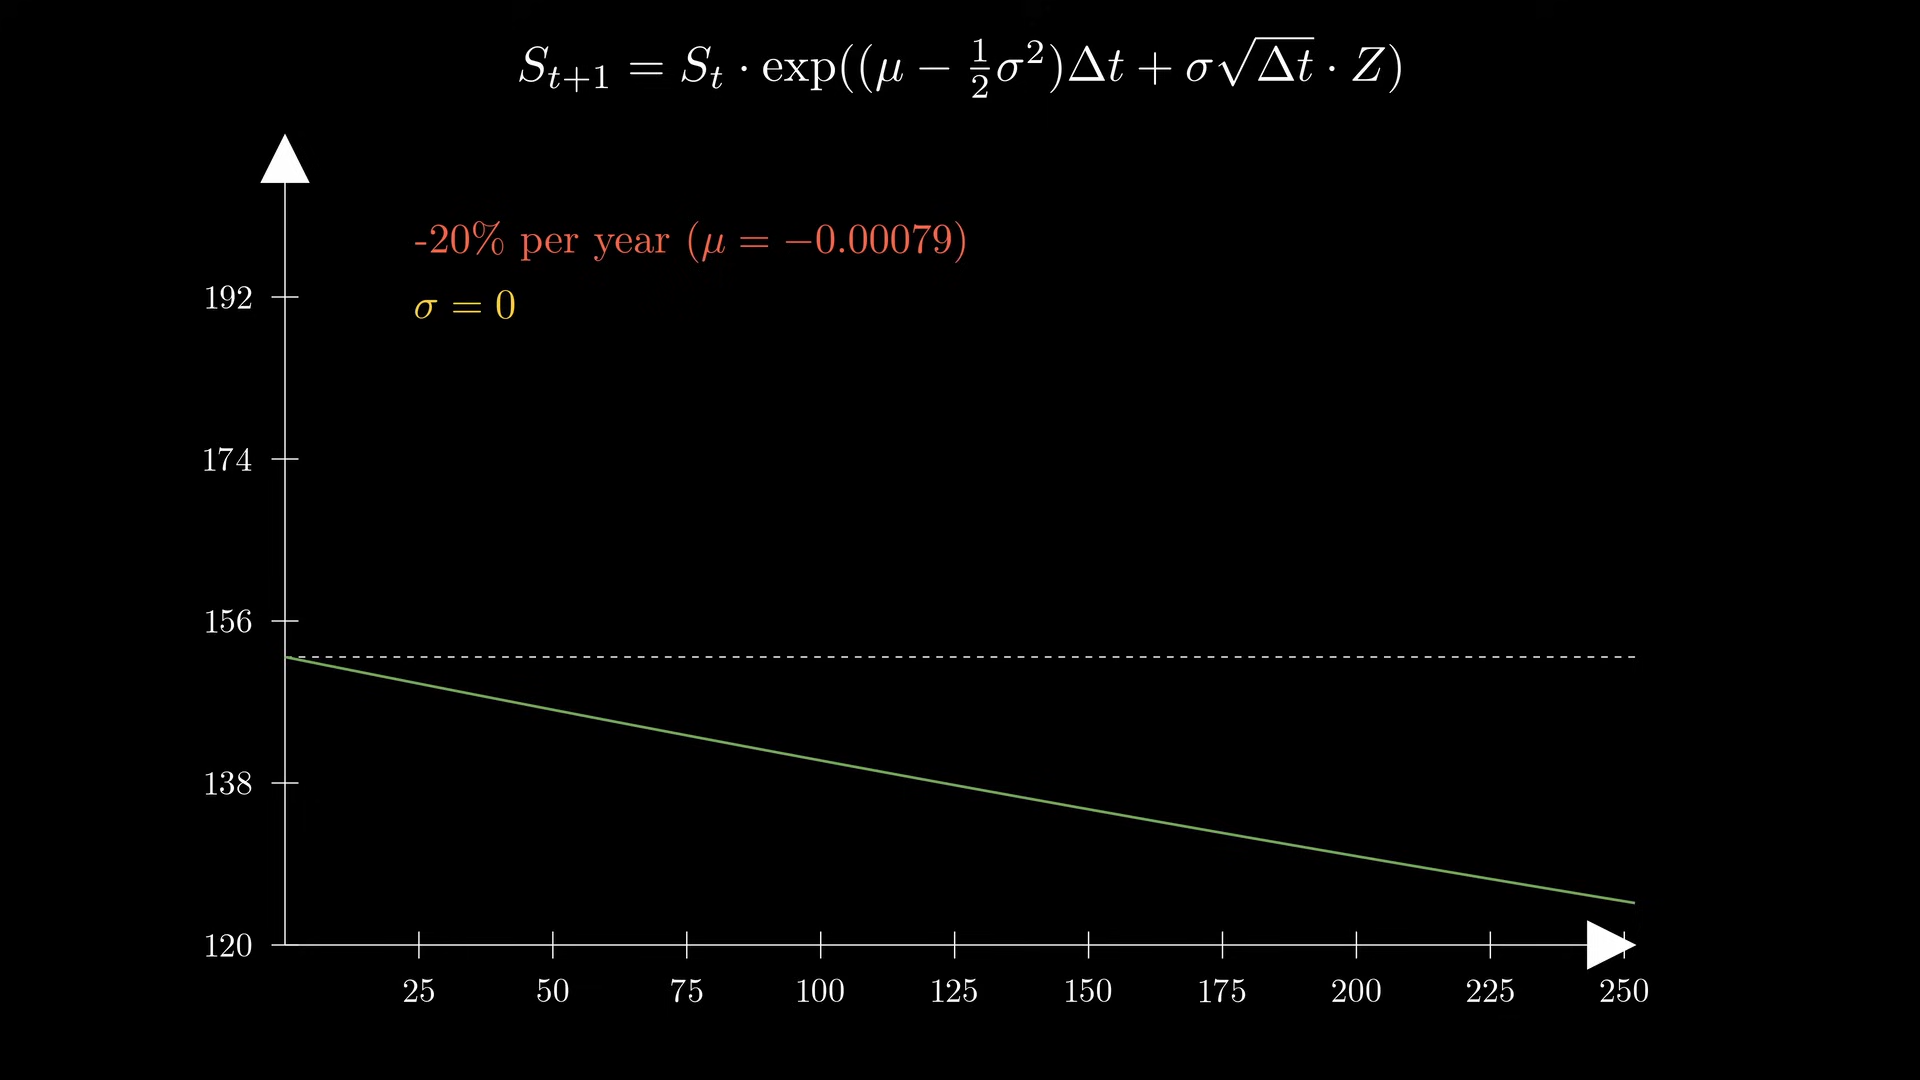 S_{t+1} = S_t · exp((μ − ½σ²)Δt + σ√Δt · Z)
-20% per year (μ = −0.00079)
σ = 0
192
174
156
138
120
25 50 75 100 125 150 175 200 225 250